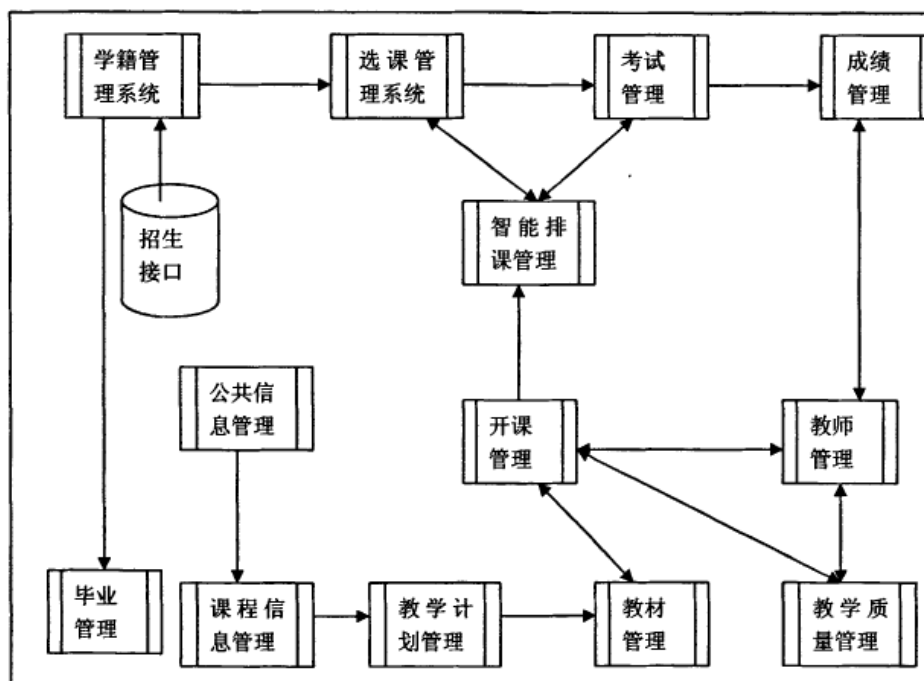 学籍管
理系统
选课管
理系统
考试
管理
成绩
管理
招生
接口
智能排
课管理
公共信
息管理
开课
管理
教师
管理
毕业
管理
课程信
息管理
教学计
划管理
教材
管理
教学质
量管理